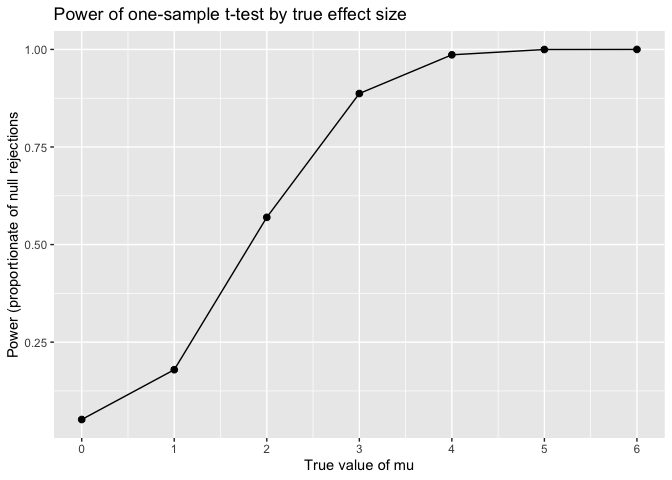 Power of one-sample t-test by true effect size
Power (proportionate of null rejections
1.00
0.75
0.50
0.25
0 1 2 3 4 5 6
True value of mu